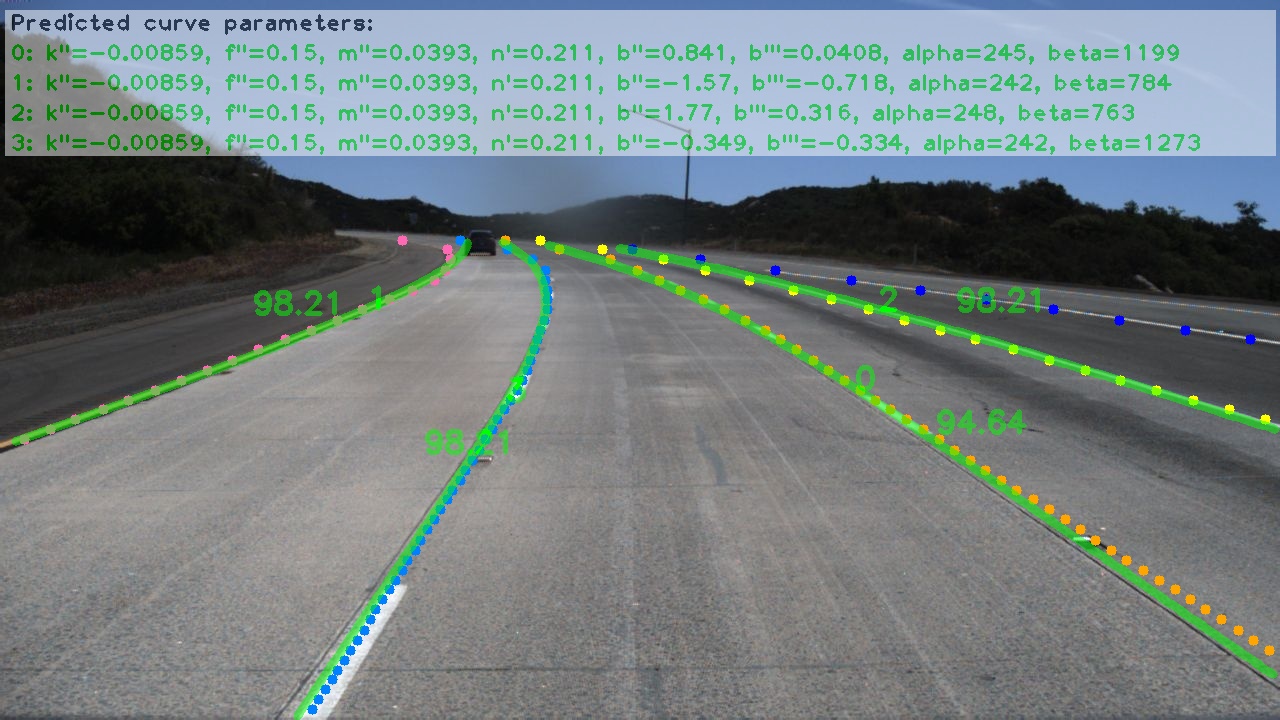 Predicted curve parameters:
0: k''=-0.00859, f''=0.15, m''=0.0393, n'=0.211, b''=0.841, b'''=0.0408, alpha=245, beta=1199
1: k''=-0.00859, f''=0.15, m''=0.0393, n'=0.211, b''=-1.57, b'''=-0.718, alpha=242, beta=784
2: k''=-0.00859, f''=0.15, m''=0.0393, n'=0.211, b''=1.77, b'''=0.316, alpha=248, beta=763
3: k''=-0.00859, f''=0.15, m''=0.0393, n'=0.211, b''=-0.349, b'''=-0.334, alpha=242, beta=1273
98.21 1
2 98.21
0
94.64